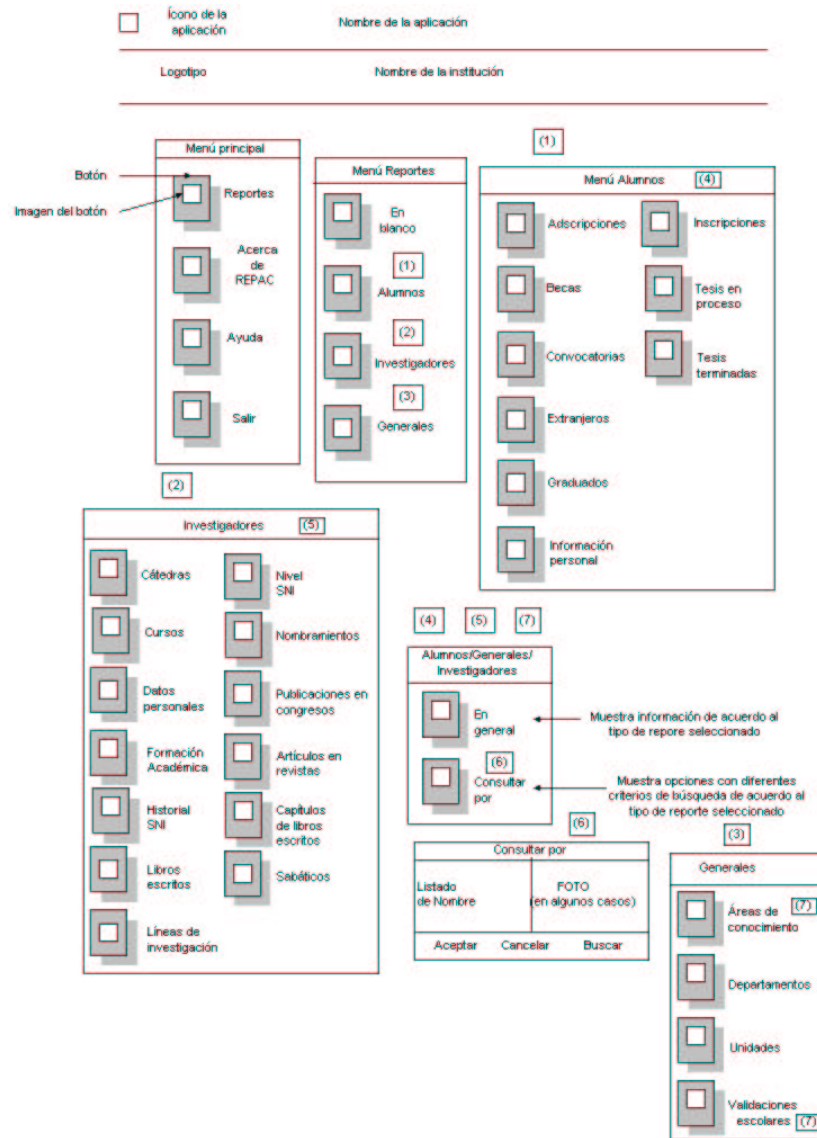 Ícono de la
aplicación
Nombre de la aplicación
Logotipo
Nombre de la institución
Menú principal
Botón
Imagen del botón
Reportes
Acerca
de
REPAC
Ayuda
Salir
Menú Reportes
En
blanco
(1)
Alumnos
(2)
Investigadores
(3)
Generales
(1)
Menú Alumnos (4)
Adscripciones
Becas
Convocatorias
Extranjeros
Graduados
Información
personal
Inscripciones
Tesis en
proceso
Tesis
terminadas
(2)
Investigadores (5)
Cátedras
Cursos
Datos
personales
Formación
Académica
Historial
SNI
Libros
escritos
Líneas de
investigación
Nivel
SNI
Nombramientos
Publicaciones en
congresos
Artículos en
revistas
Capítulos
de libros
escritos
Sabáticos
(4) (5) (7)
Alumnos/Generales/
Investigadores
En
general
(6)
Consultar
por
Muestra información de acuerdo al
tipo de repore seleccionado
Muestra opciones con diferentes
criterios de búsqueda de acuerdo al
tipo de reporte seleccionado
(6)
Consultar por
Listado
de Nombre
FOTO
(en algunos casos)
Aceptar Cancelar Buscar
(3)
Generales
Áreas de (7)
conocimiento
Departamentos
Unidades
Validaciones
escolares (7)